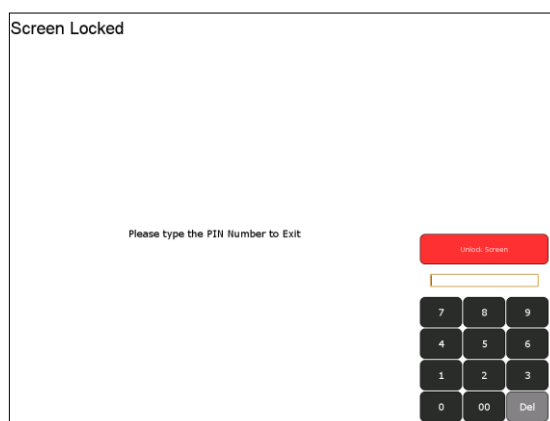 Screen Locked
Please type the PIN Number to Exit
Unlock Screen
7 8 9
4 5 6
1 2 3
0 00 Del